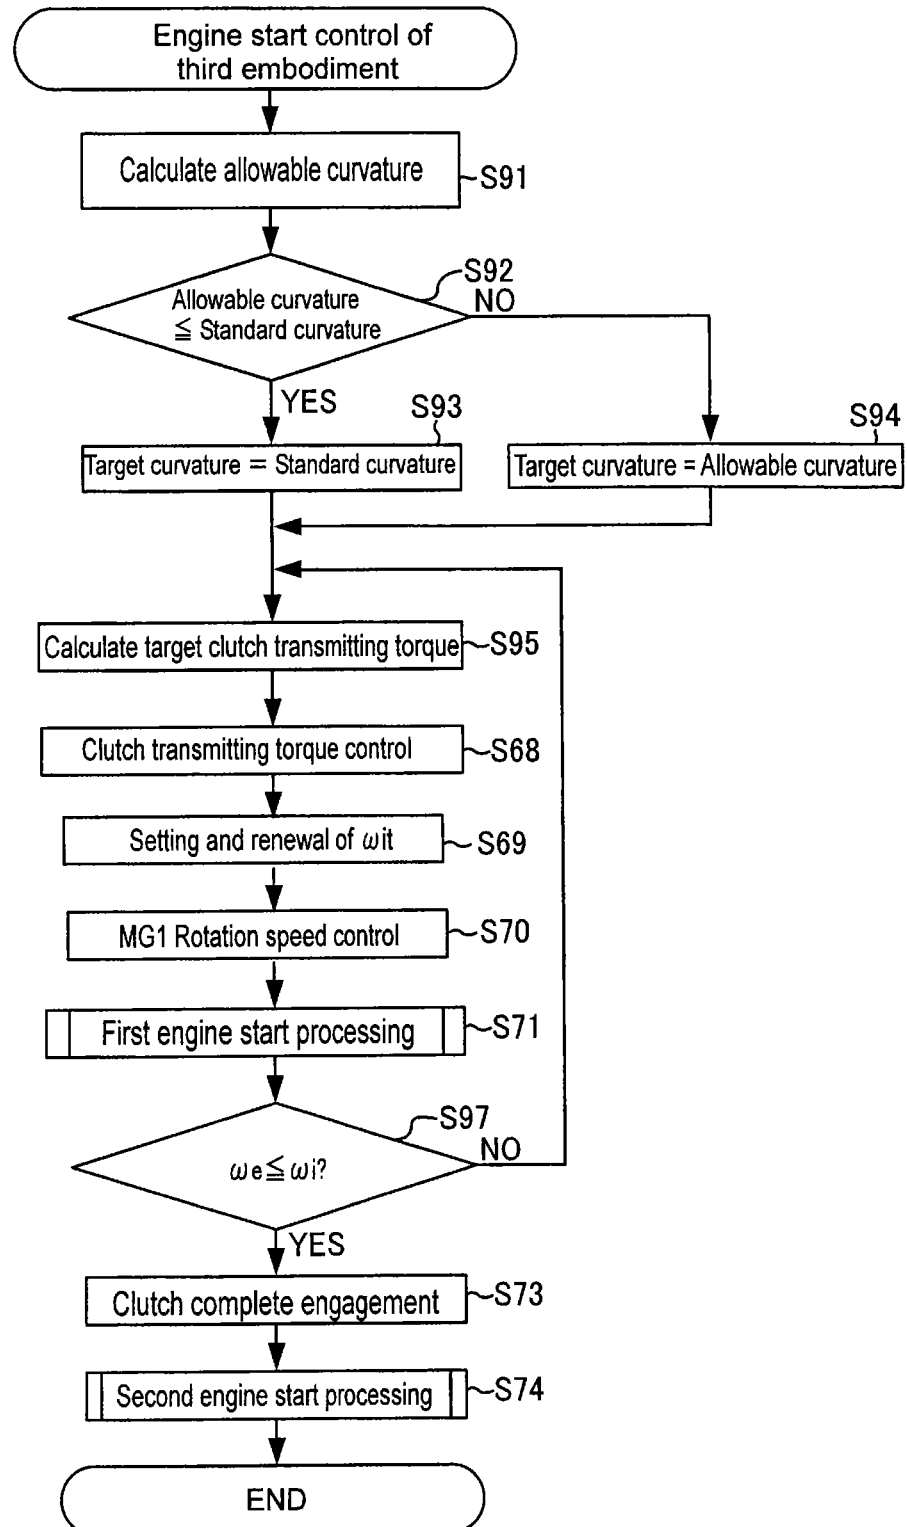 Engine start control of
third embodiment
Calculate allowable curvature
S91
S92
Allowable curvature
≦ Standard curvature
NO
YES
S93
S94
Target curvature = Standard curvature
Target curvature = Allowable curvature
Calculate target clutch transmitting torque
S95
Clutch transmitting torque control
S68
Setting and renewal of ωit
S69
MG1 Rotation speed control
S70
First engine start processing
S71
S97
NO
ωe≦ωi?
YES
Clutch complete engagement
S73
Second engine start processing
S74
END